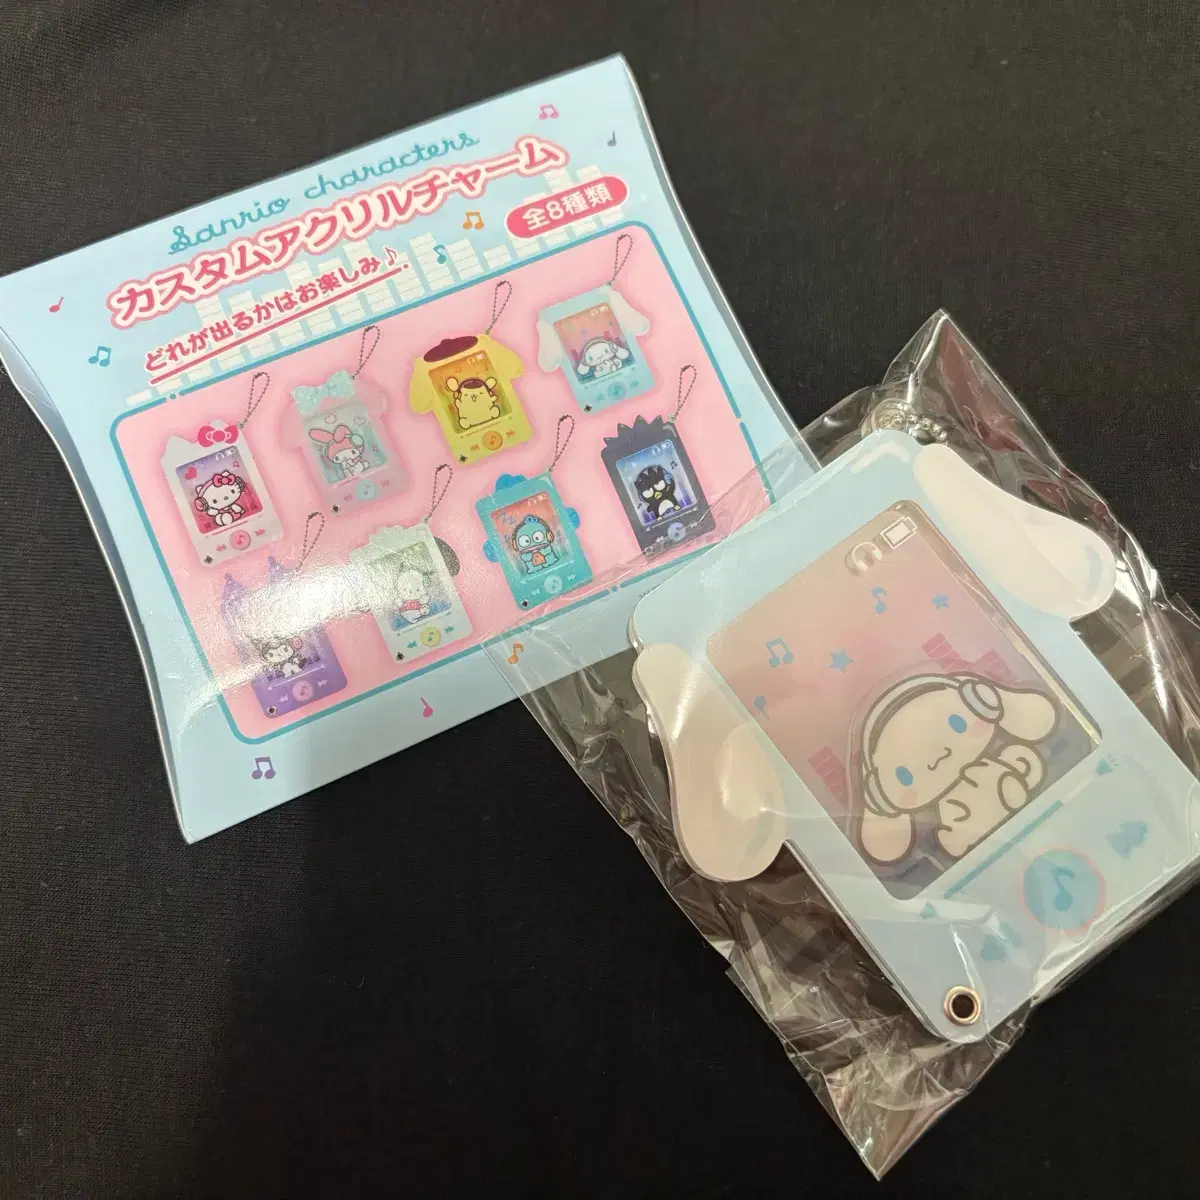 Sanrio characters
カスタムアクリルチャーム
全8種類
どれが出るかはお楽しみ♪